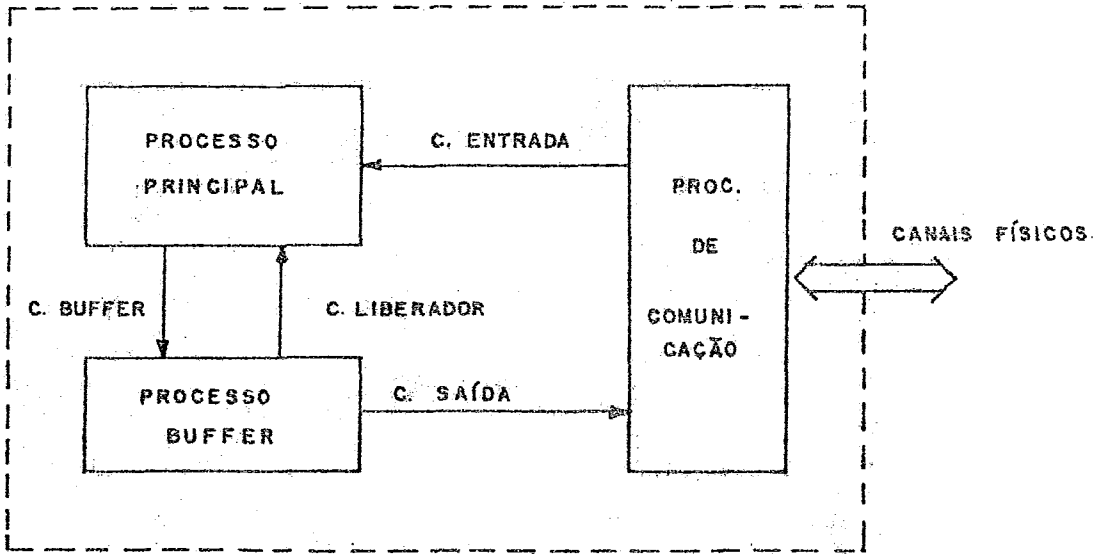 PROCESSO
PRINCIPAL
C. ENTRADA
PROC.
DE
COMUNI-
CAÇÃO
CANAIS FÍSICOS
C. BUFFER
C. LIBERADOR
PROCESSO
BUFFER
C. SAÍDA